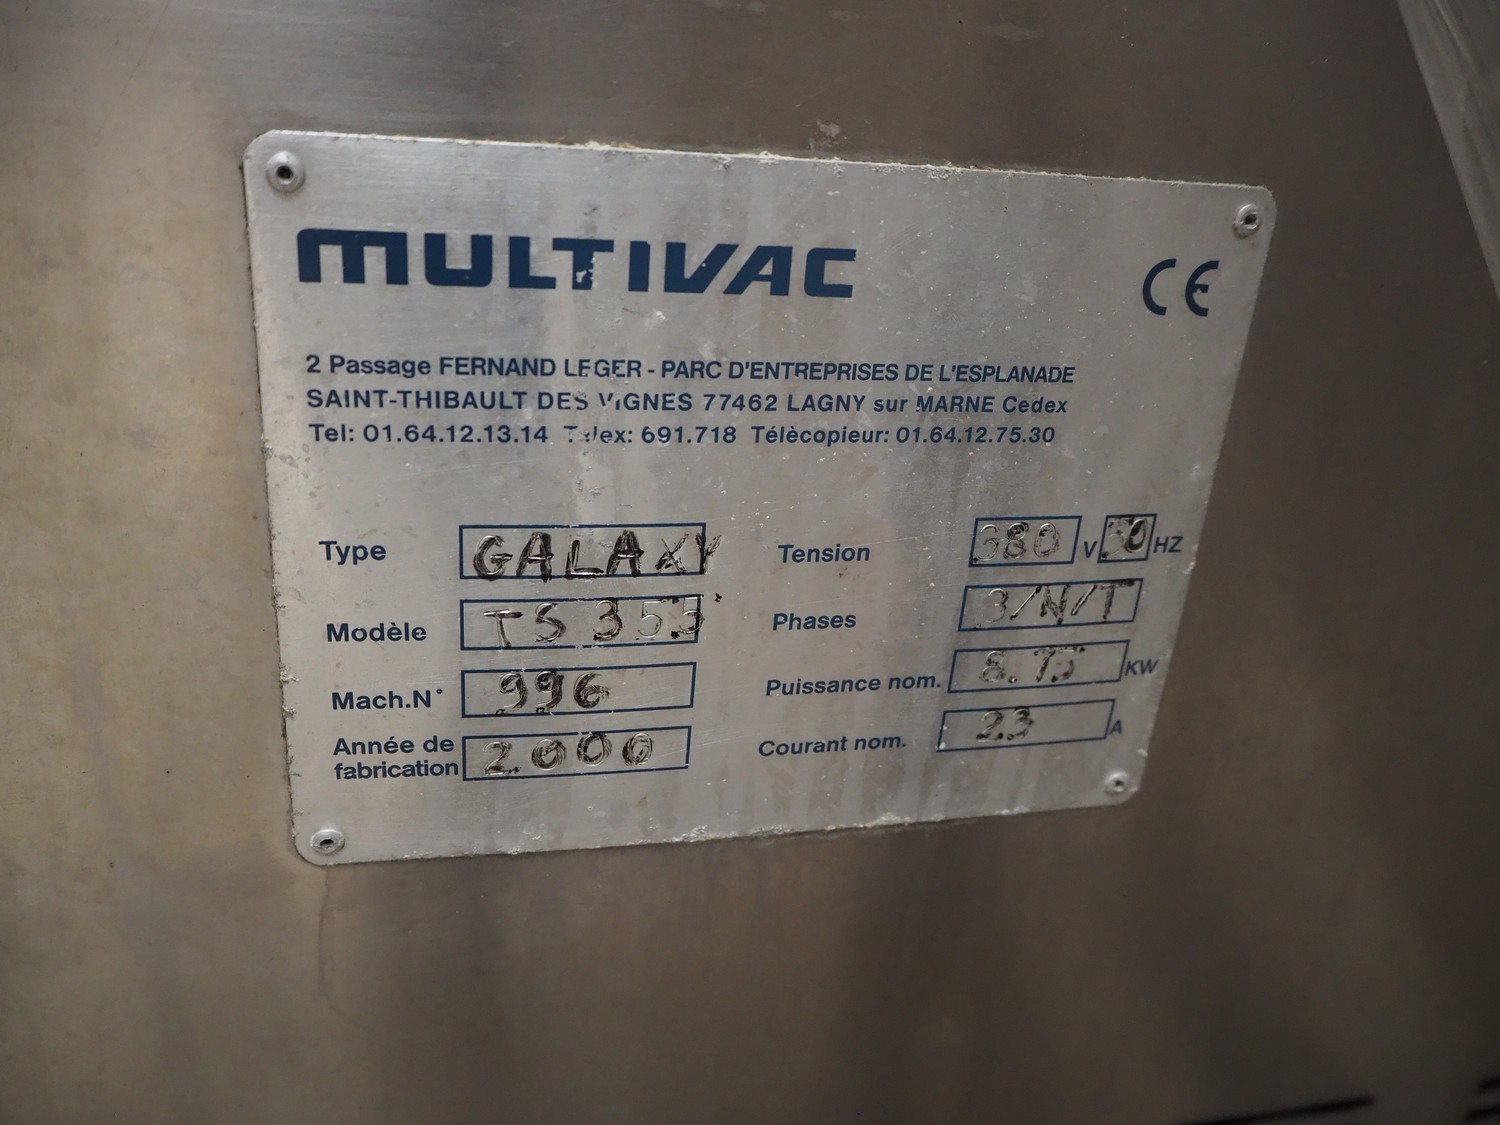 MULTIVAC
CE
2 Passage FERNAND LEGER - PARC D'ENTREPRISES DE L'ESPLANADE
SAINT-THIBAULT DES VIGNES 77462 LAGNY sur MARNE Cedex
Tel: 01.64.12.13.14 Telex: 691.718 Télècopieur: 01.64.12.75.30
Type GALAXY
Modèle TS 353
Mach.N° 996
Année de fabrication 2000
Tension 380 V 50 HZ
Phases 3/N/T
Puissance nom. 8.75 KW
Courant nom. 23 A